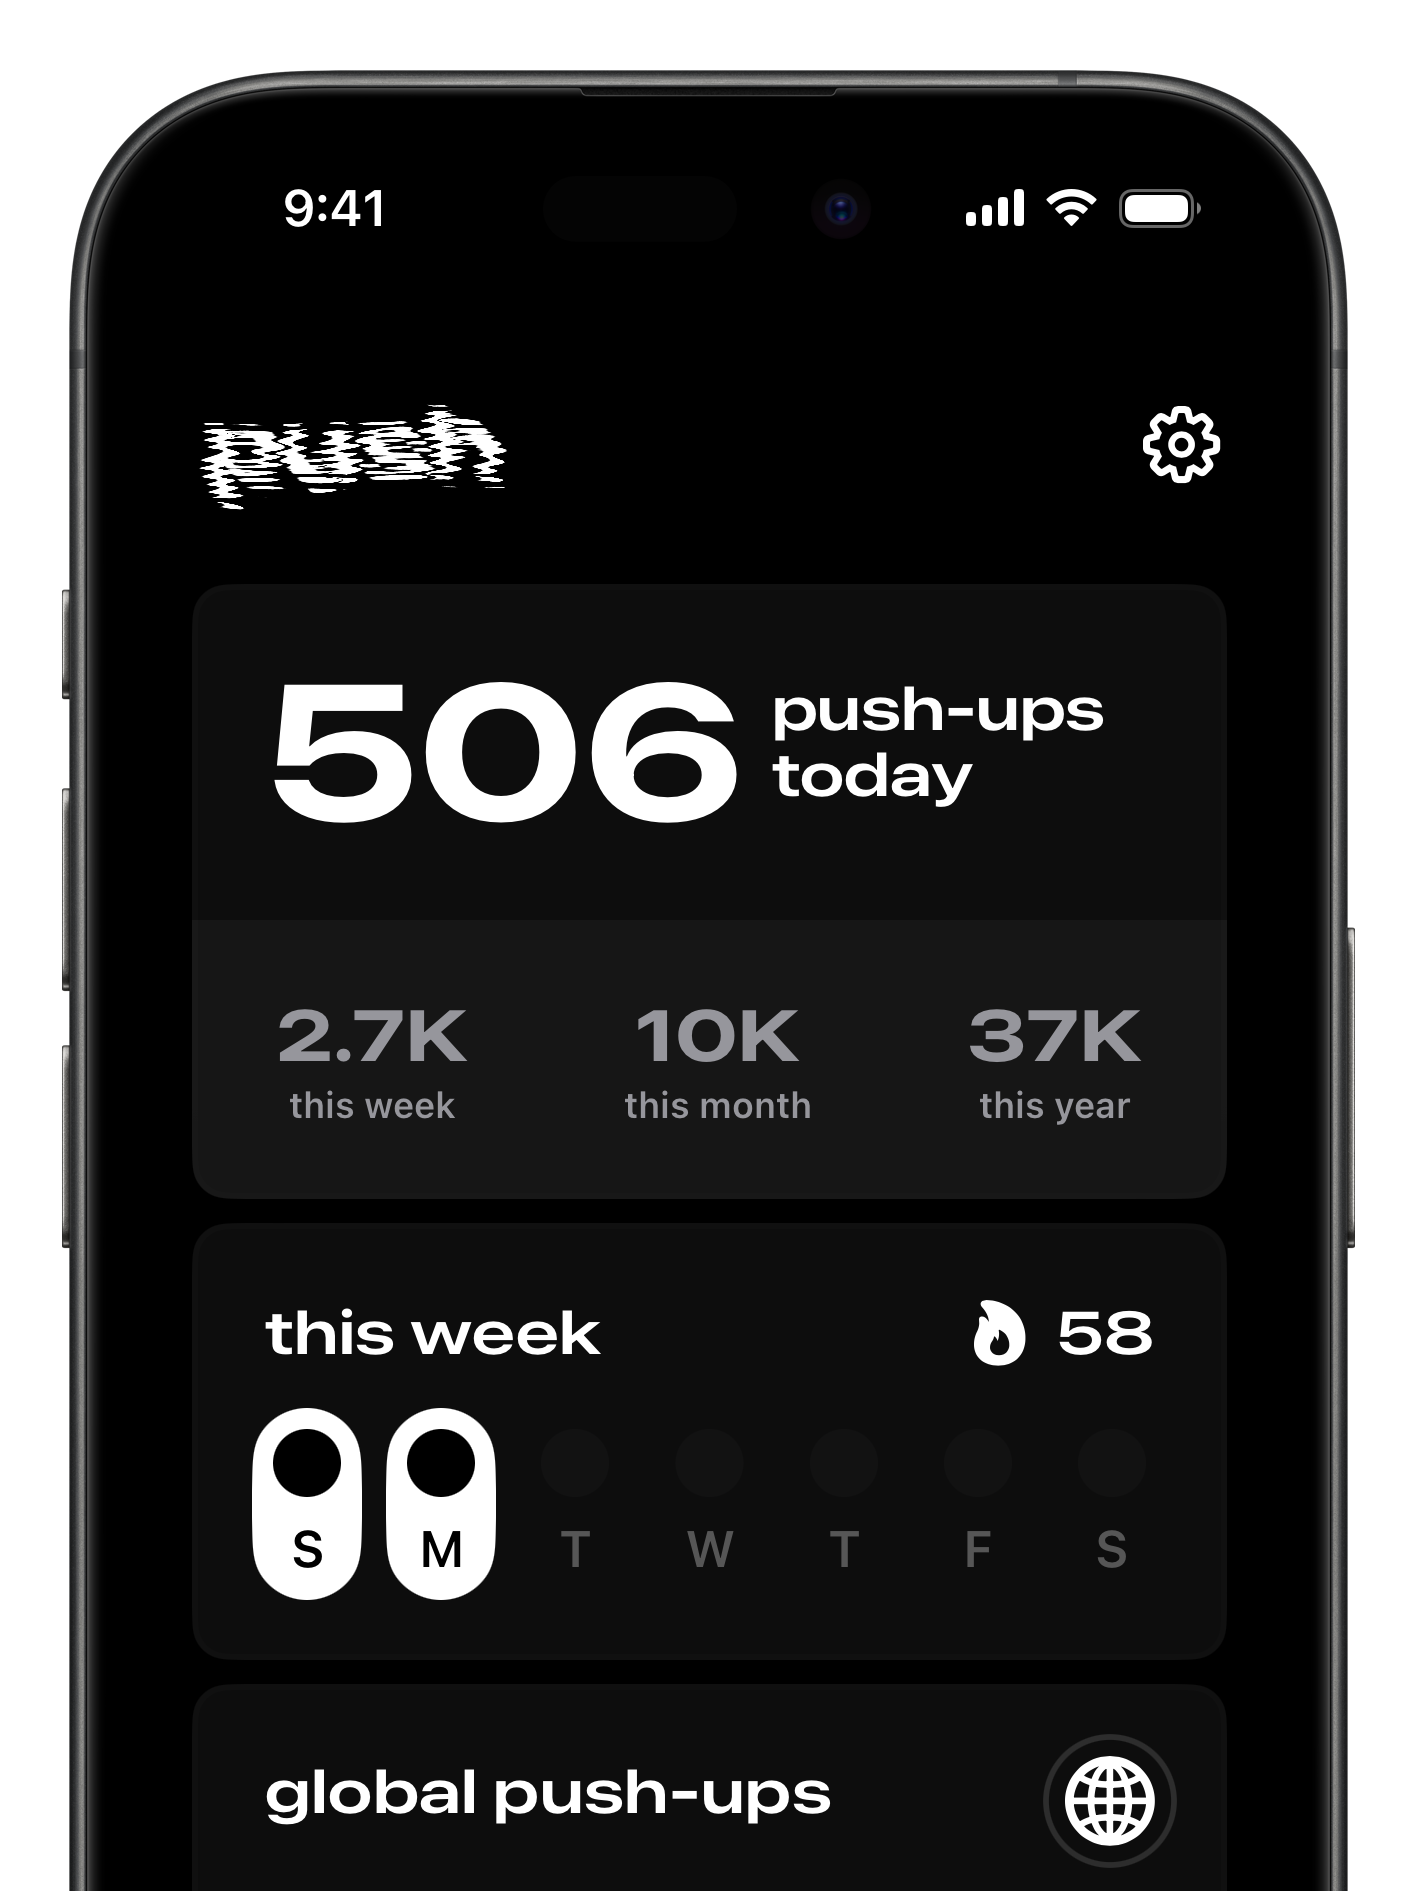 9:41
push
506 push-ups
today
2.7K 10K 37K
this week this month this year
this week 58
S M T W T F S
global push-ups